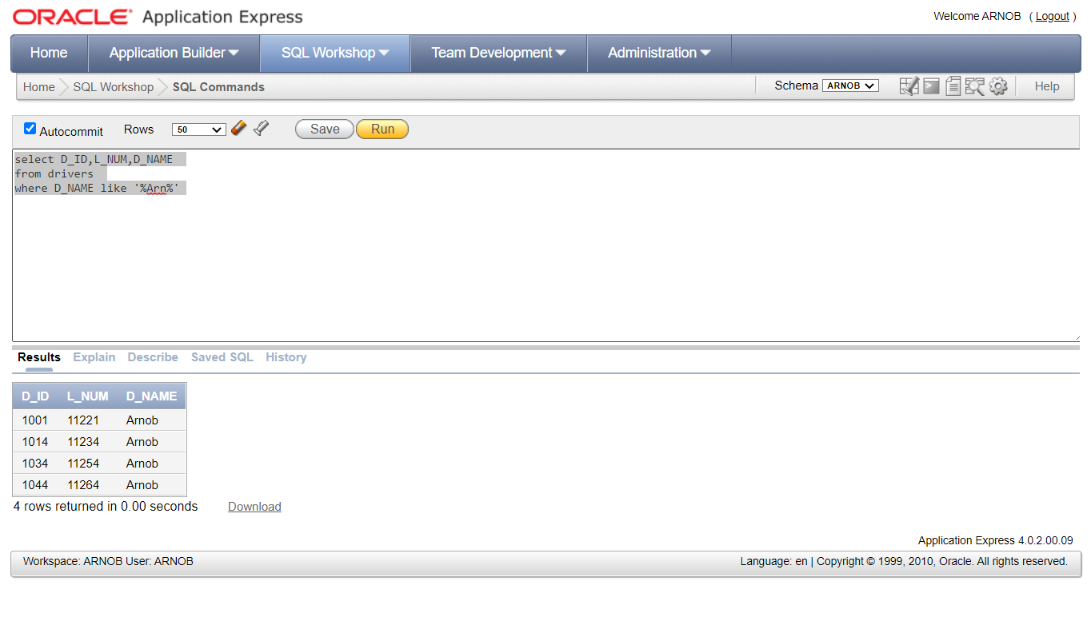 ORACLE® Application Express
Welcome ARNOB ( Logout )
Home Application Builder SQL Workshop Team Development Administration
Home SQL Workshop SQL Commands Schema ARNOB Help
Autocommit Rows 50 Save Run
select D_ID,L_NUM,D_NAME
from drivers
where D_NAME like '%Arn%'
Results Explain Describe Saved SQL History
D_ID L_NUM D_NAME
1001 11221 Arnob
1014 11234 Arnob
1034 11254 Arnob
1044 11264 Arnob
4 rows returned in 0.00 seconds Download
Application Express 4.0.2.00.09
Workspace: ARNOB User: ARNOB Language: en | Copyright © 1999, 2010, Oracle. All rights reserved.